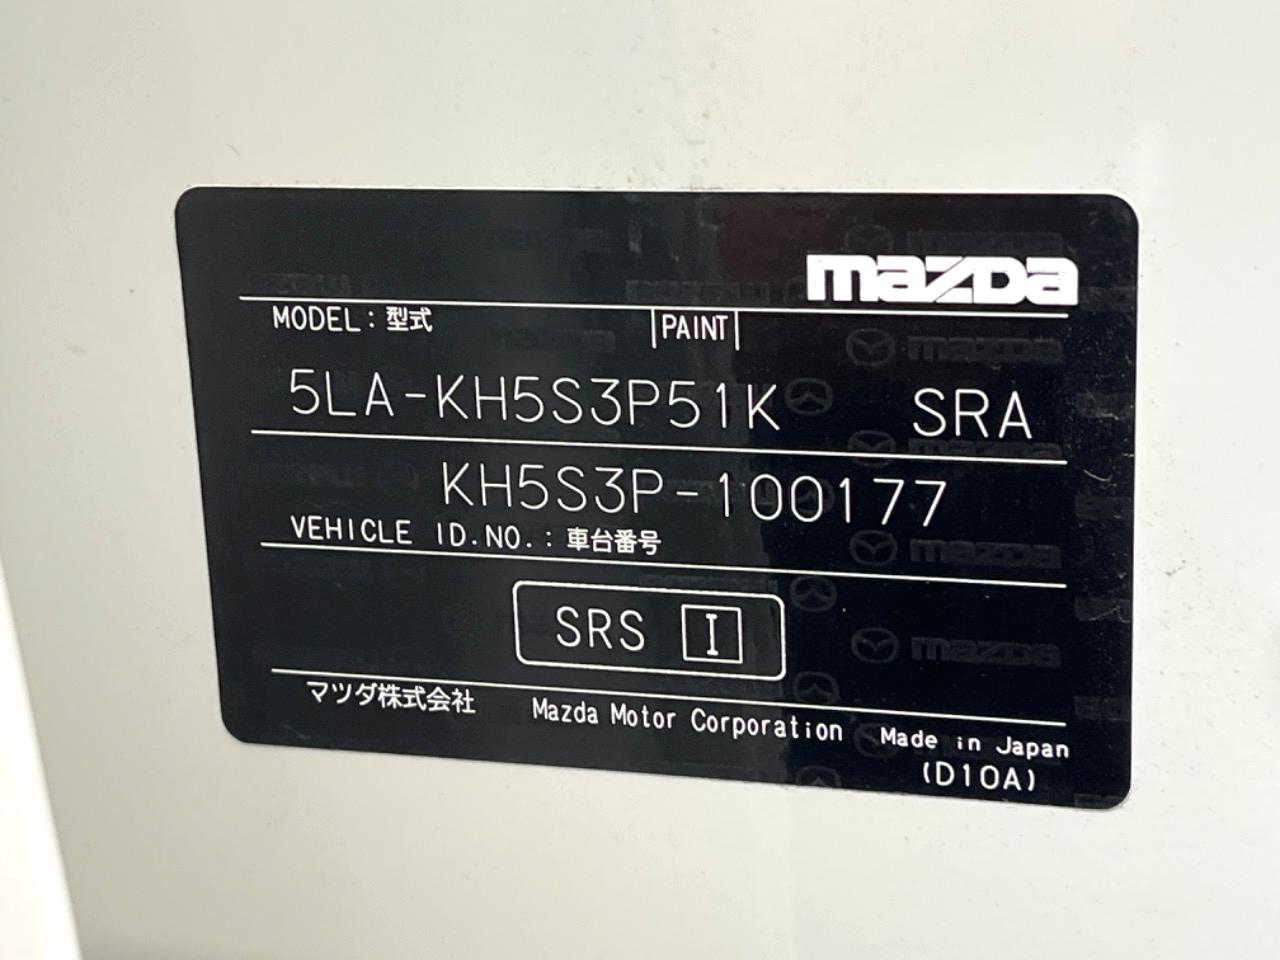 mazda
MODEL : 型式 PAINT
5LA-KH5S3P51K SRA
KH5S3P-100177
VEHICLE ID.NO. : 車台番号
SRS I
マツダ株式会社 Mazda Motor Corporation Made in Japan
(D10A)